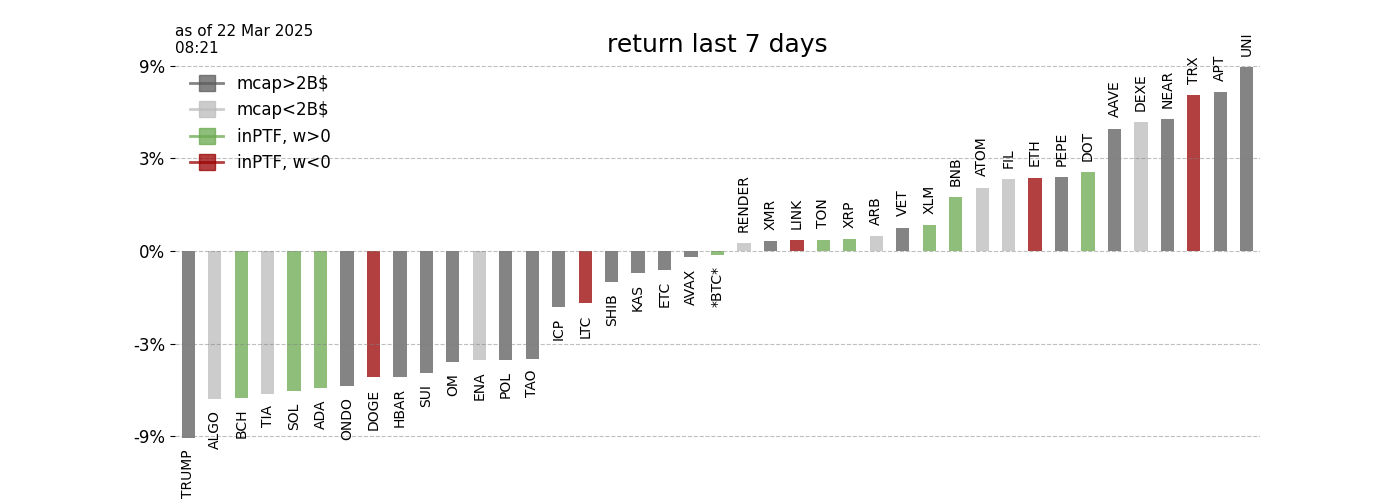 as of 22 Mar 2025
08:21
return last 7 days
9%
3%
0%
-3%
-9%
mcap>2B$
mcap<2B$
inPTF, w>0
inPTF, w<0
TRUMP
ALGO
BCH
TIA
SOL
ADA
ONDO
DOGE
HBAR
SUI
OM
ENA
POL
TAO
ICP
LTC
SHIB
KAS
ETC
AVAX
*BTC*
RENDER
XMR
LINK
TON
XRP
ARB
VET
XLM
BNB
ATOM
FIL
ETH
PEPE
DOT
AAVE
DEXE
NEAR
TRX
APT
UNI